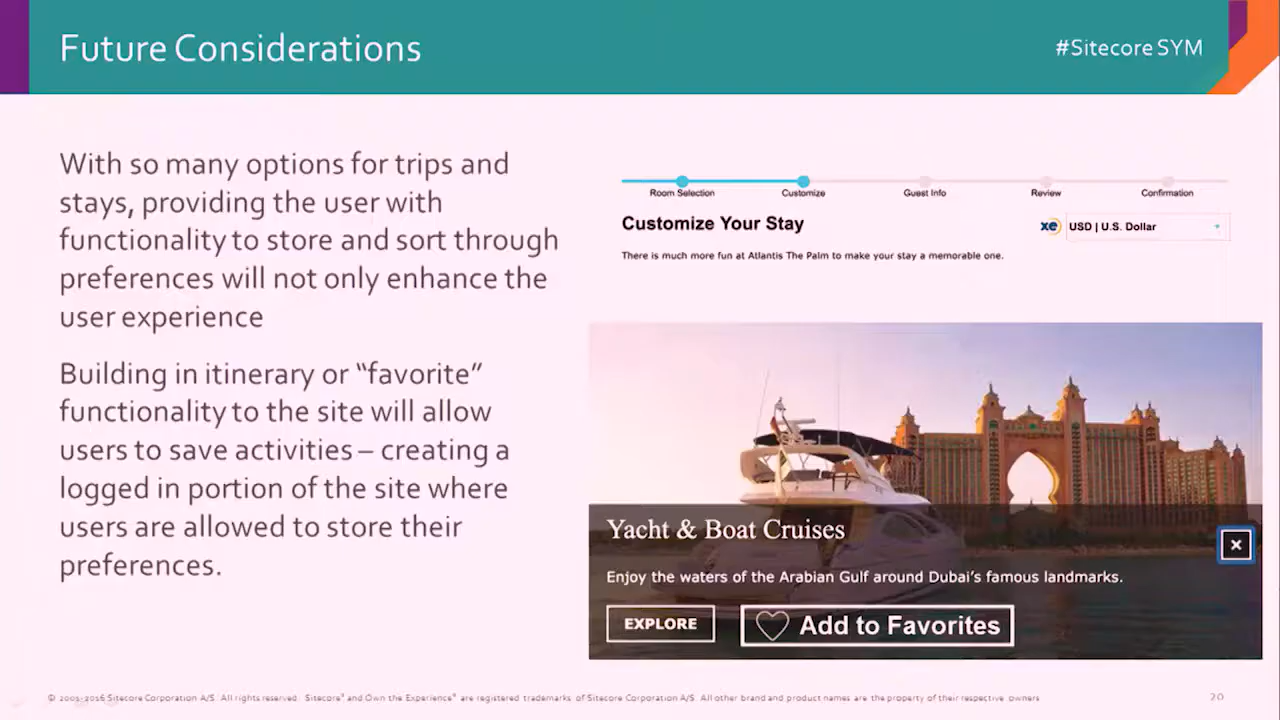 Future Considerations
#Sitecore SYM
With so many options for trips and
stays, providing the user with
functionality to store and sort through
preferences will not only enhance the
user experience
Building in itinerary or “favorite”
functionality to the site will allow
users to save activities – creating a
logged in portion of the site where
users are allowed to store their
preferences.
Room Selection
Customize
Guest Info
Review
Confirmation
Customize Your Stay
xe
USD | U.S. Dollar
There is much more fun at Atlantis The Palm to make your stay a memorable one.
Yacht & Boat Cruises
Enjoy the waters of the Arabian Gulf around Dubai’s famous landmarks.
EXPLORE
Add to Favorites
© 2001-2016 Sitecore Corporation A/S. All rights reserved. Sitecore® and Own the Experience® are registered trademarks of Sitecore Corporation A/S. All other brand and product names are the property of their respective owners
20